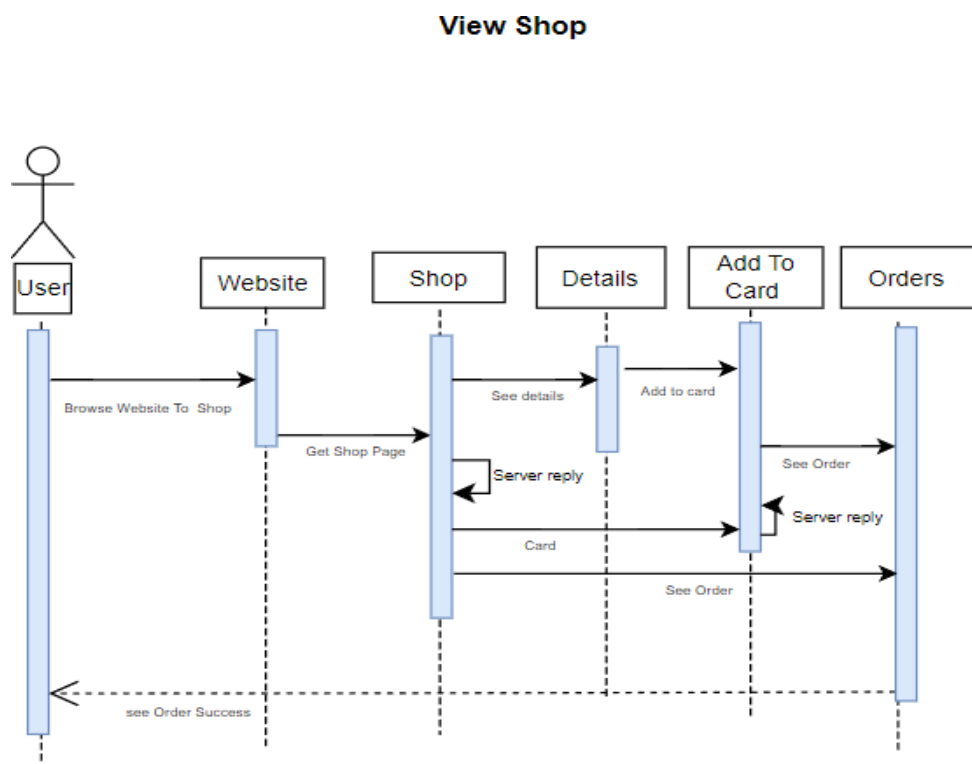 View Shop
User
Website
Shop
Details
Add To
Card
Orders
Browse Website To  Shop
See details
Add to card
Get Shop Page
See Order
Server reply
Server reply
Card
See Order
see Order Success